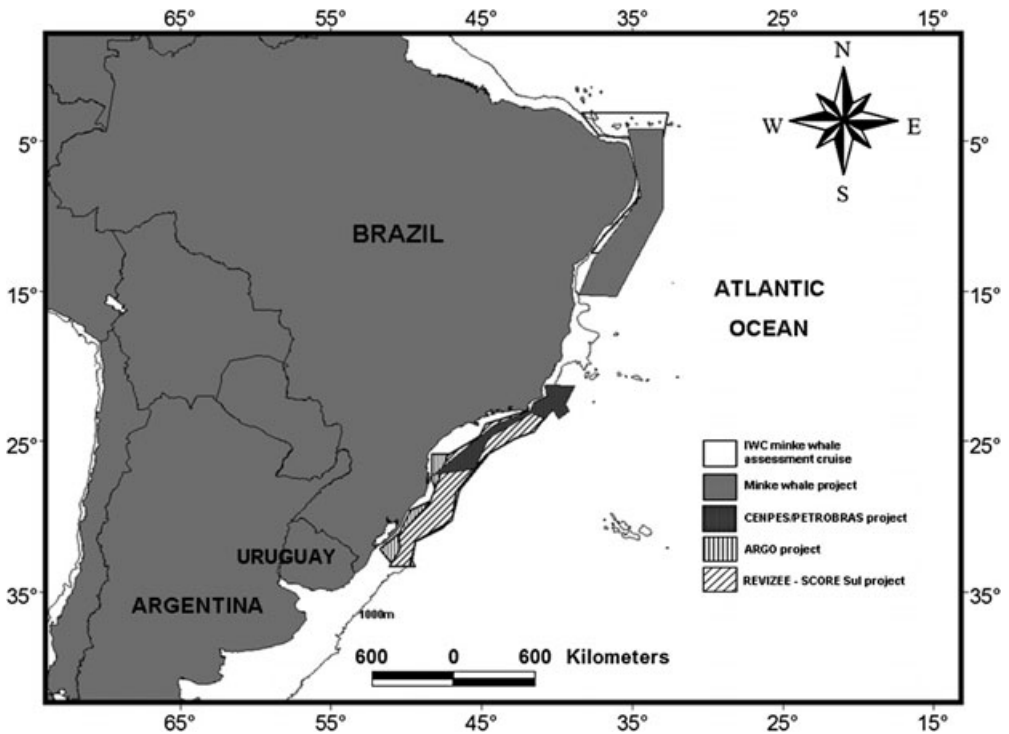 65° 55° 45° 35° 25° 15°
N
W E
S
5° 5°
BRAZIL
15° 15°
ATLANTIC
OCEAN
25° 25°
IWC minke whale
assessment cruise
Minke whale project
CENPES/PETROBRAS project
ARGO project
REVIZEE - SCORE Sul project
URUGUAY
35° 35°
ARGENTINA
1000m
600 0 600 Kilometers
65° 55° 45° 35° 25° 15°